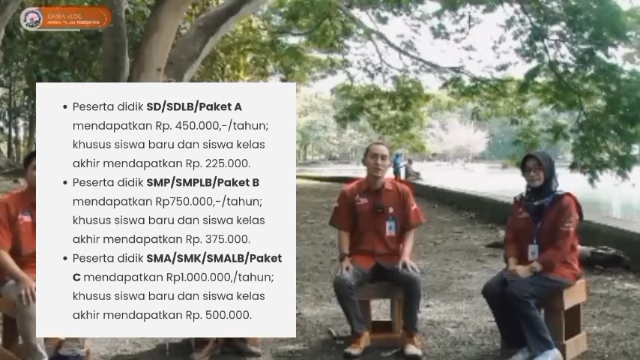 • Peserta didik SD/SDLB/Paket A
mendapatkan Rp. 450.000,-/tahun;
khusus siswa baru dan siswa kelas
akhir mendapatkan Rp. 225.000.
• Peserta didik SMP/SMPLB/Paket B
mendapatkan Rp750.000,-/tahun;
khusus siswa baru dan siswa kelas
akhir mendapatkan Rp. 375.000.
• Peserta didik SMA/SMK/SMALB/Paket
C mendapatkan Rp1.000.000,/tahun;
khusus siswa baru dan siswa kelas
akhir mendapatkan Rp. 500.000.